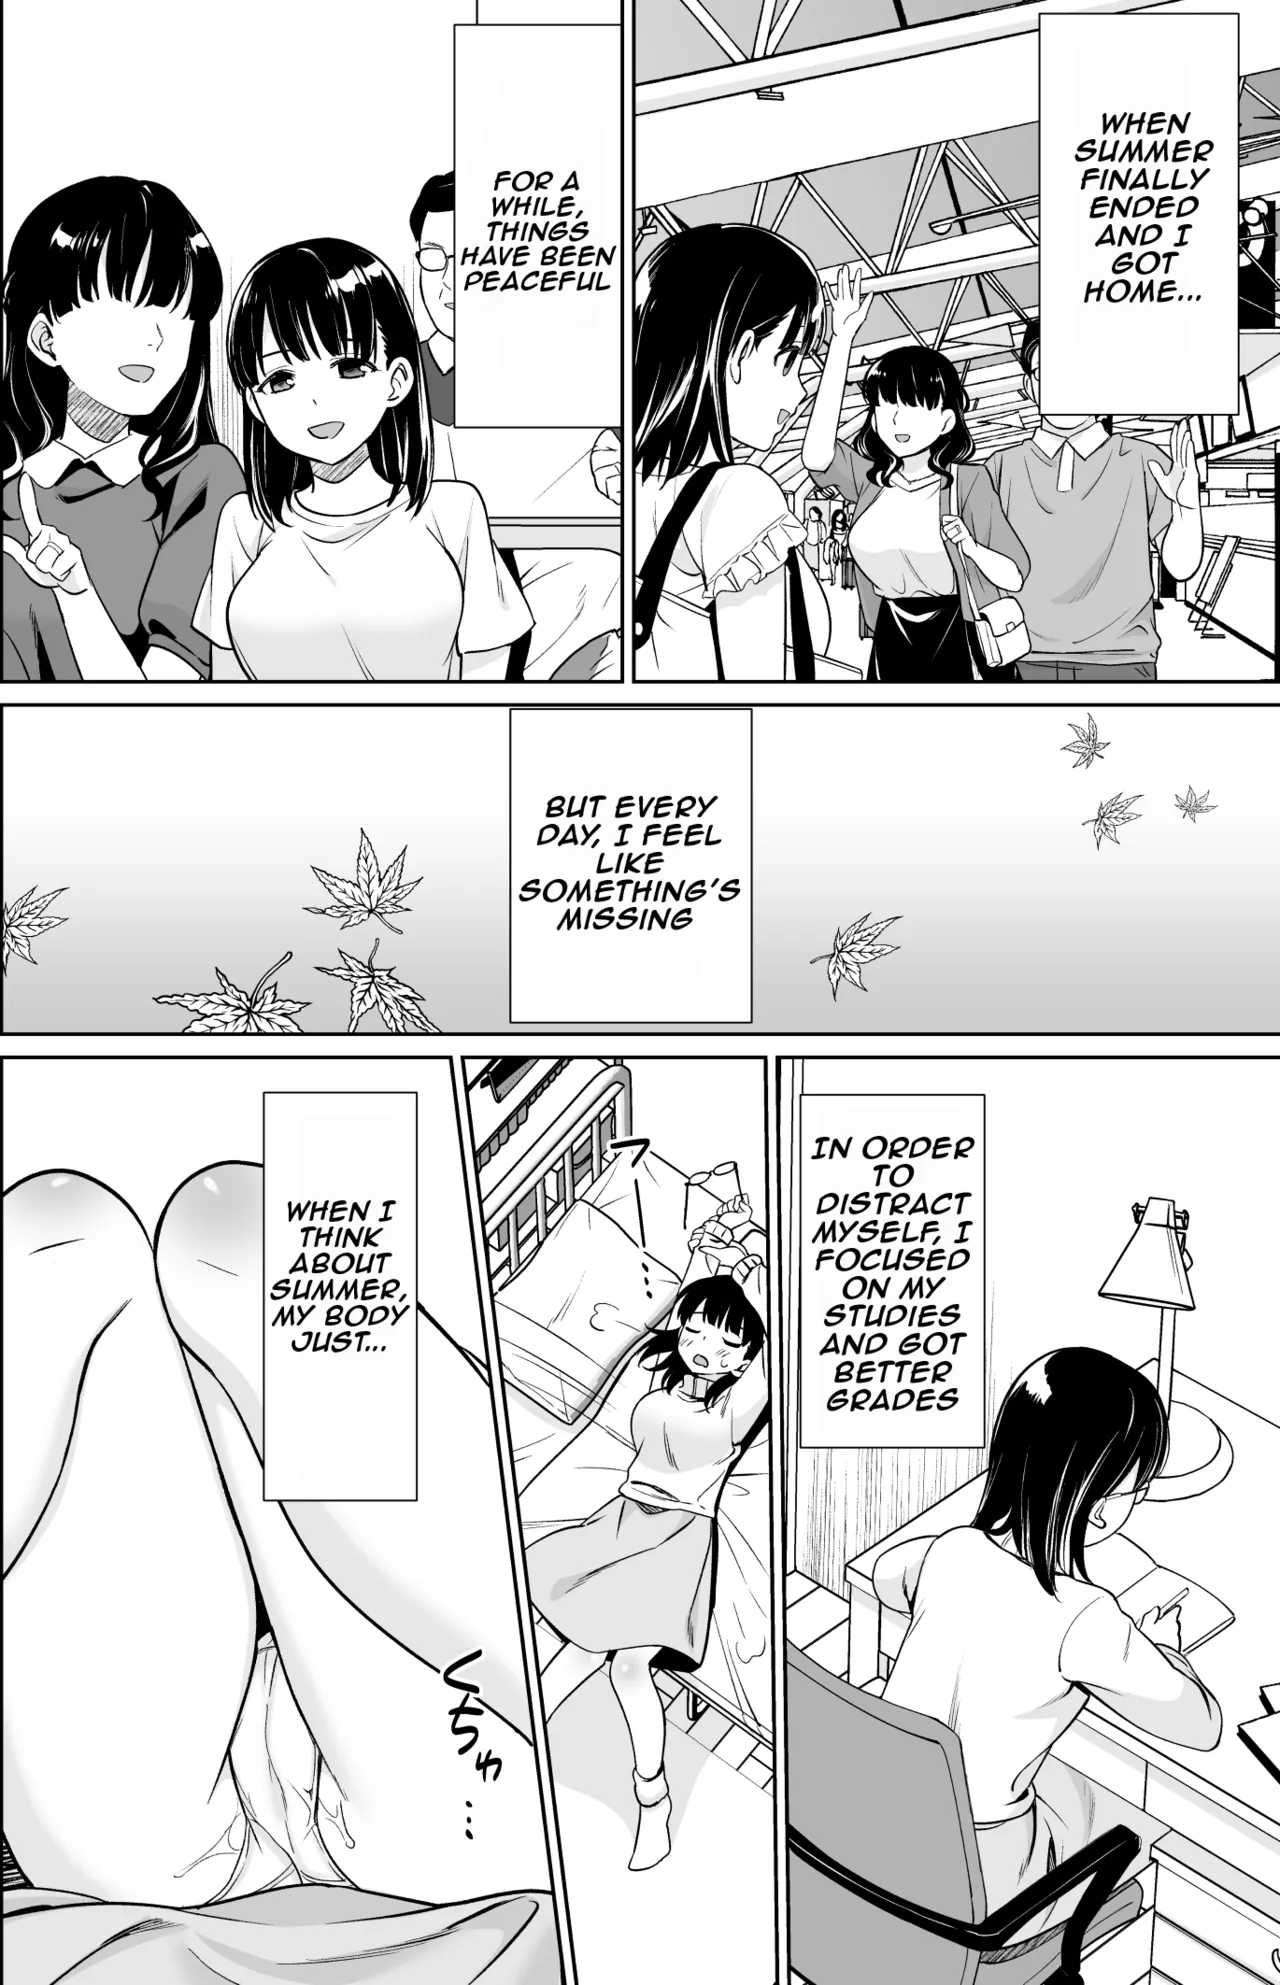 WHEN
SUMMER
FINALLY
ENDED
AND I
GOT
HOME...
FOR A
WHILE,
THINGS
HAVE BEEN
PEACEFUL
BUT EVERY
DAY, I FEEL
LIKE
SOMETHING'S
MISSING
IN ORDER
TO
DISTRACT
MYSELF, I
FOCUSED
ON MY
STUDIES
AND GOT
BETTER
GRADES
フー…
WHEN I
THINK
ABOUT
SUMMER,
MY BODY
JUST...
くちゅ…